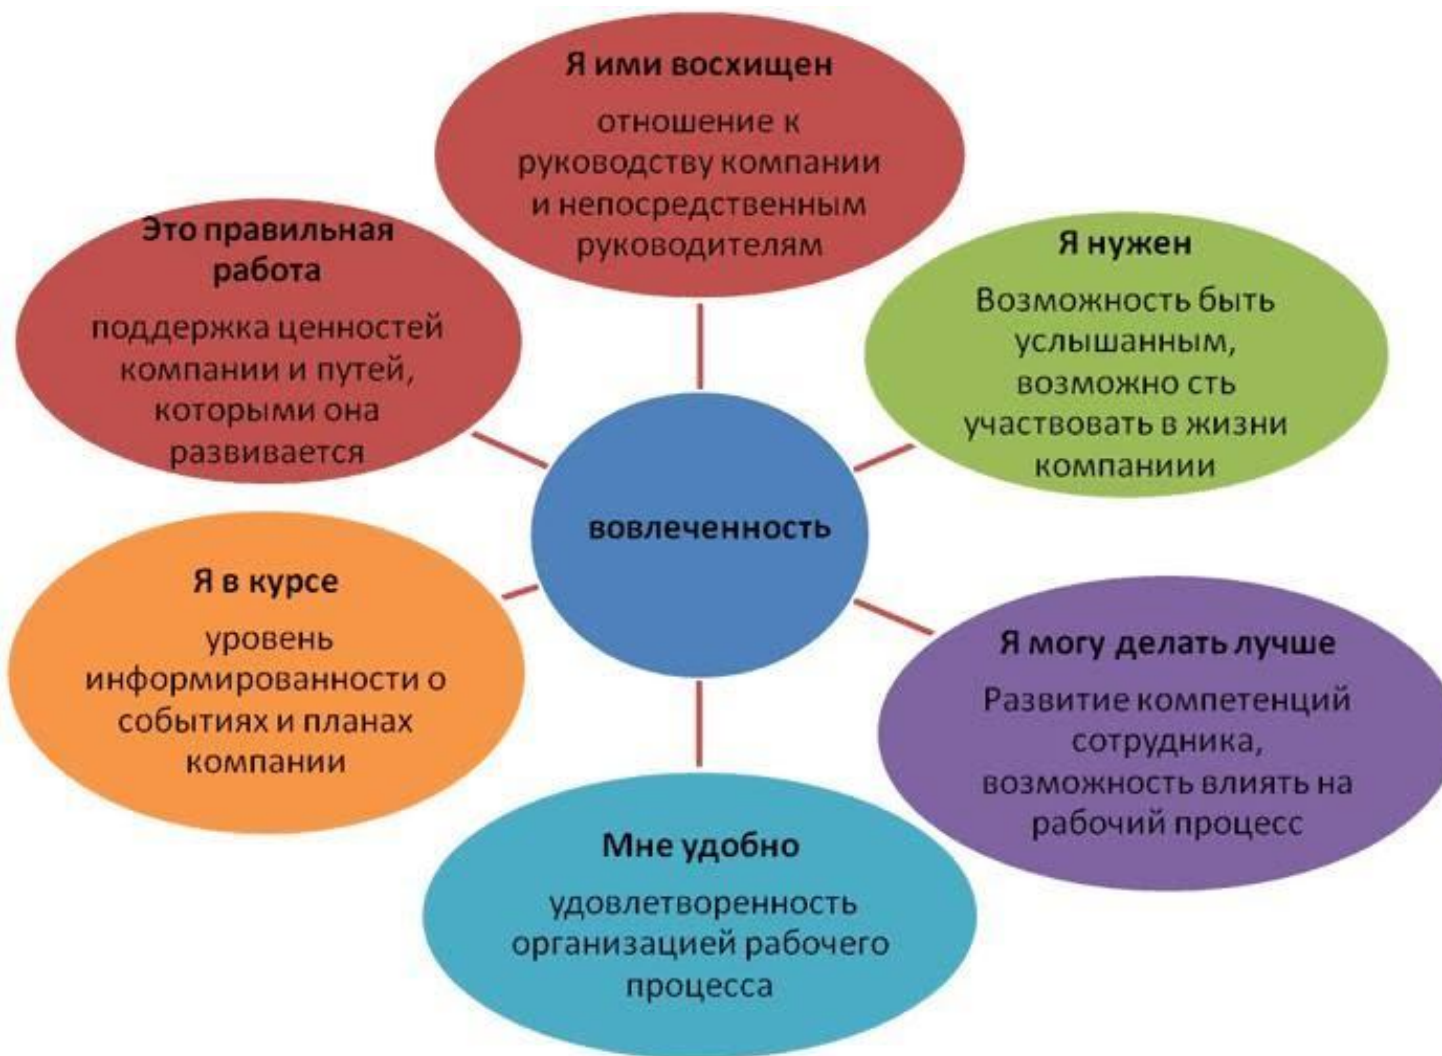 Я ими восхищен
отношение к
руководству компании
и непосредственным
руководителям
Это правильная
работа
поддержка ценностей
компании и путей,
которыми она
развивается
Я нужен
Возможность быть
услышанным,
возможно сть
участвовать в жизни
компаниии
вовлеченность
Я в курсе
уровень
информированности о
событиях и планах
компании
Я могу делать лучше
Развитие компетенций
сотрудника,
возможность влиять на
рабочий процесс
Мне удобно
удовлетворенность
организацией рабочего
процесса